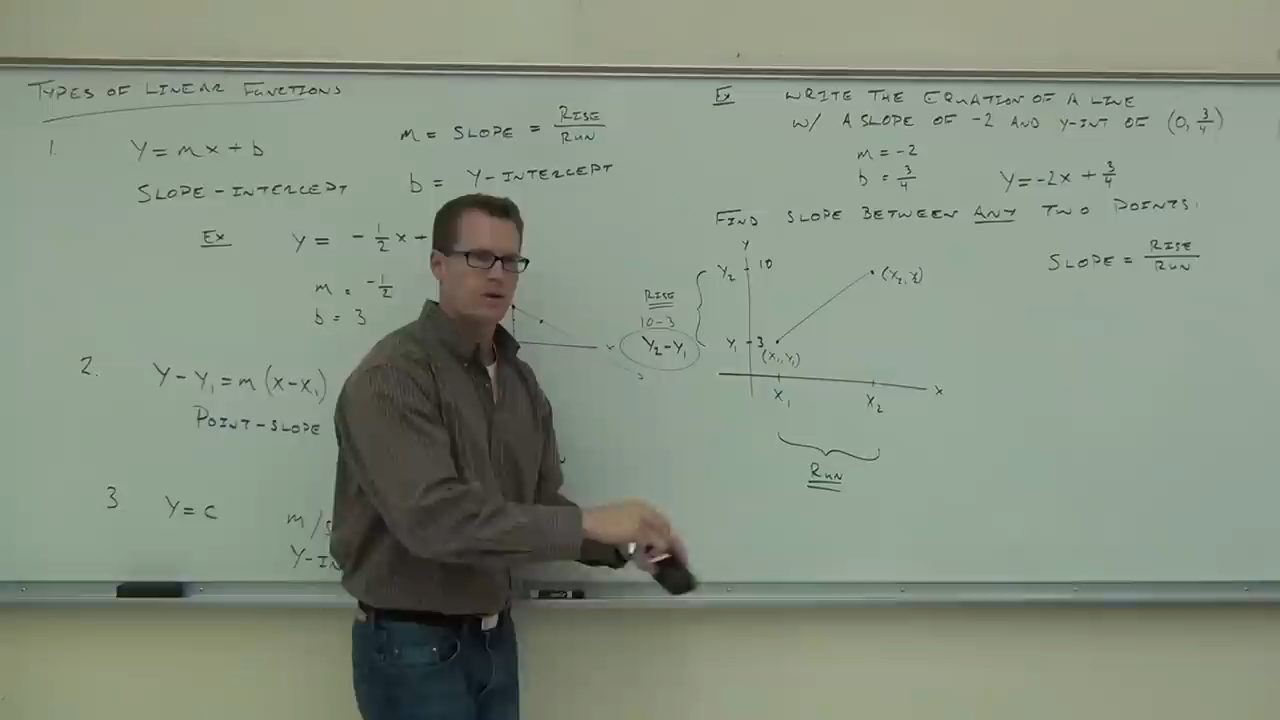 TYPES OF LINEAR FUNCTIONS
1. Y = mx + b
SLOPE-INTERCEPT
m = SLOPE = RISE/RUN
b = Y-INTERCEPT
Ex Y = -1/2 x +
m = -1/2
b = 3
2. Y-Y₁ = m(x-x₁)
POINT-SLOPE
3 Y = C
m/
Y-IN
Ex WRITE THE EQUATION OF A LINE
W/ A SLOPE OF -2 AND Y-INT OF (0, 3/4)
m = -2
b = 3/4
Y = -2x + 3/4
FIND SLOPE BETWEEN ANY TWO POINTS.
SLOPE = RISE/RUN
Y
Y₂ 10
(X₂, Y₂)
RISE
10-3
Y₂-Y₁
Y₁ 3
(X₁, Y₁)
X
X₁ X₂
RUN